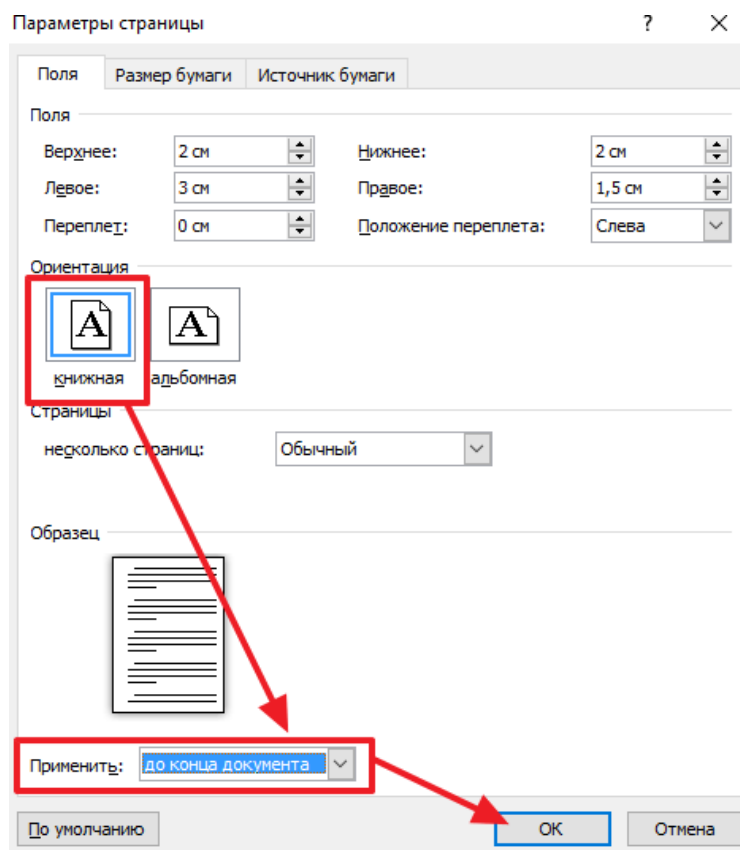 Параметры страницы ?
Поля Размер бумаги Источник бумаги
Поля
Верхнее: 2 см Нижнее: 2 см
Левое: 3 см Правое: 1,5 см
Переплет: 0 см Положение переплета: Слева
Ориентация
A A
книжная альбомная
Страницы
несколько страниц: Обычный
Образец
Применить: до конца документа
По умолчанию ОК Отмена